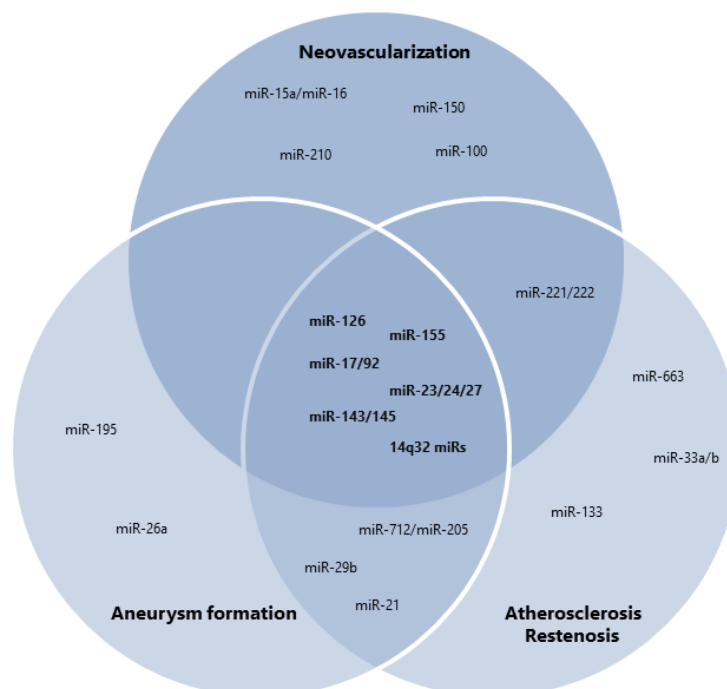 Neovascularization
miR-15a/miR-16
miR-150
miR-210
miR-100
miR-221/222
miR-126
miR-155
miR-17/92
miR-23/24/27
miR-143/145
14q32 miRs
miR-663
miR-33a/b
miR-133
miR-195
miR-26a
miR-712/miR-205
miR-29b
miR-21
Aneurysm formation
Atherosclerosis
Restenosis